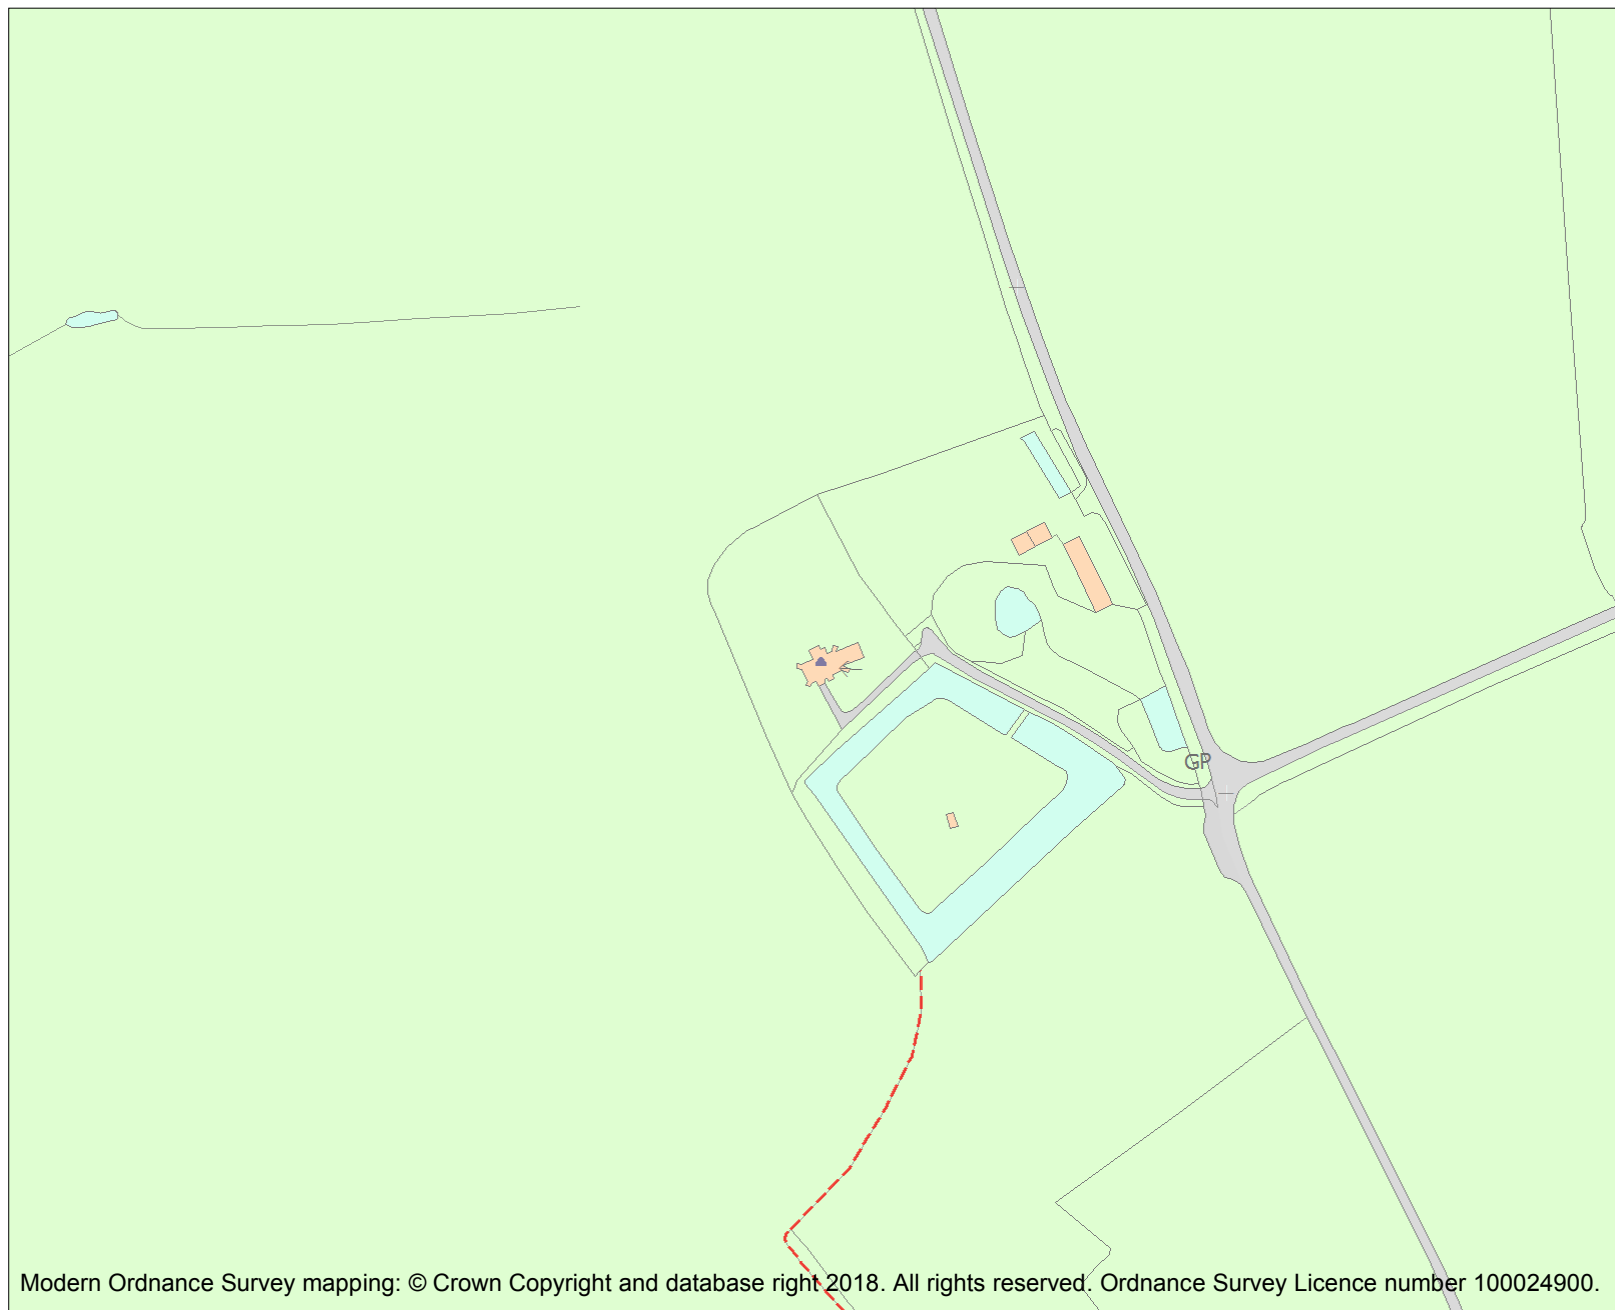 GP
Modern Ordnance Survey mapping: © Crown Copyright and database right 2018. All rights reserved. Ordnance Survey Licence number 100024900.